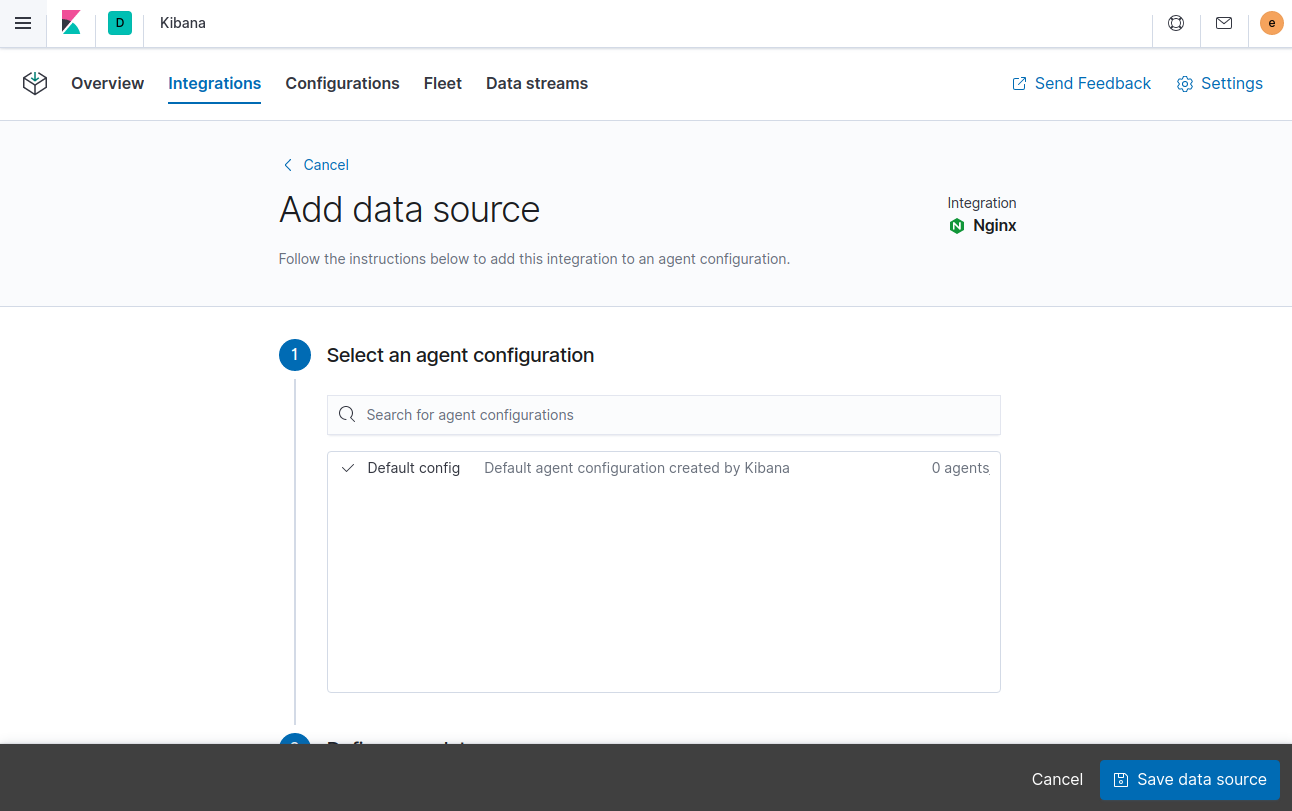 D Kibana e
Overview Integrations Configurations Fleet Data streams Send Feedback Settings
Cancel
Add data source
Integration
Nginx
Follow the instructions below to add this integration to an agent configuration.
1 Select an agent configuration
Search for agent configurations
Default config Default agent configuration created by Kibana 0 agents
Cancel Save data source